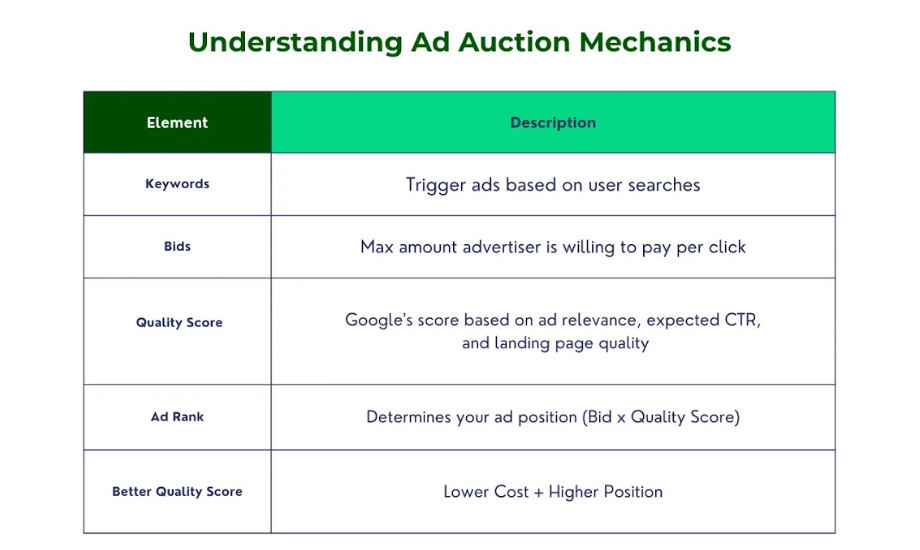 Understanding Ad Auction Mechanics
Element
Description
Keywords
Trigger ads based on user searches
Bids
Max amount advertiser is willing to pay per click
Quality Score
Google's score based on ad relevance, expected CTR,
and landing page quality
Ad Rank
Determines your ad position (Bid x Quality Score)
Better Quality Score
Lower Cost + Higher Position